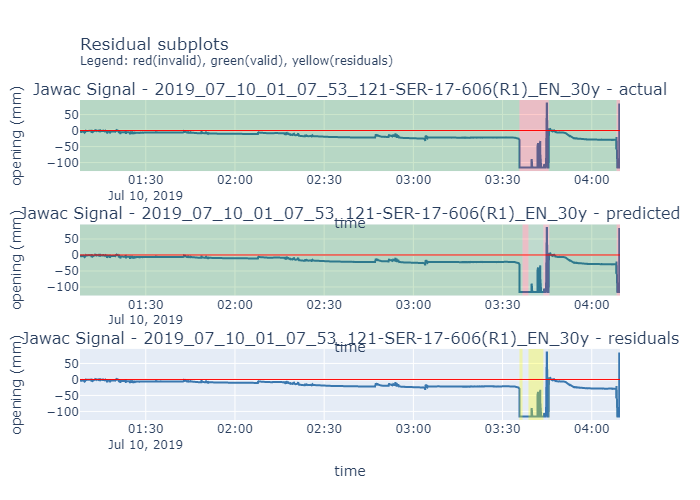 Residual subplots
Legend: red(invalid), green(valid), yellow(residuals)
Jawac Signal - 2019_07_10_01_07_53_121-SER-17-606(R1)_EN_30y - actual
opening (mm)
50
0
−50
−100
01:30 02:00 02:30 03:00 03:30 04:00
Jul 10, 2019
time
Jawac Signal - 2019_07_10_01_07_53_121-SER-17-606(R1)_EN_30y - predicted
opening (mm)
50
0
−50
−100
01:30 02:00 02:30 03:00 03:30 04:00
Jul 10, 2019
time
Jawac Signal - 2019_07_10_01_07_53_121-SER-17-606(R1)_EN_30y - residuals
opening (mm)
50
0
−50
−100
01:30 02:00 02:30 03:00 03:30 04:00
Jul 10, 2019
time